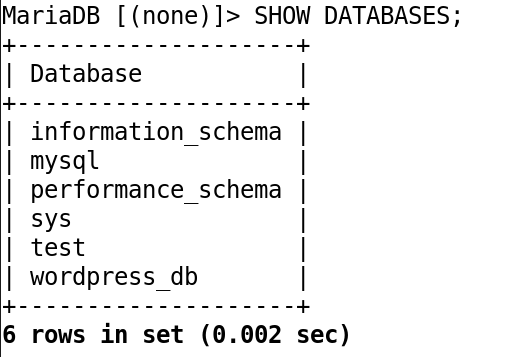 MariaDB [(none)]> SHOW DATABASES;
+--------------------+
| Database           |
+--------------------+
| information_schema |
| mysql              |
| performance_schema |
| sys                |
| test               |
| wordpress_db       |
+--------------------+
6 rows in set (0.002 sec)